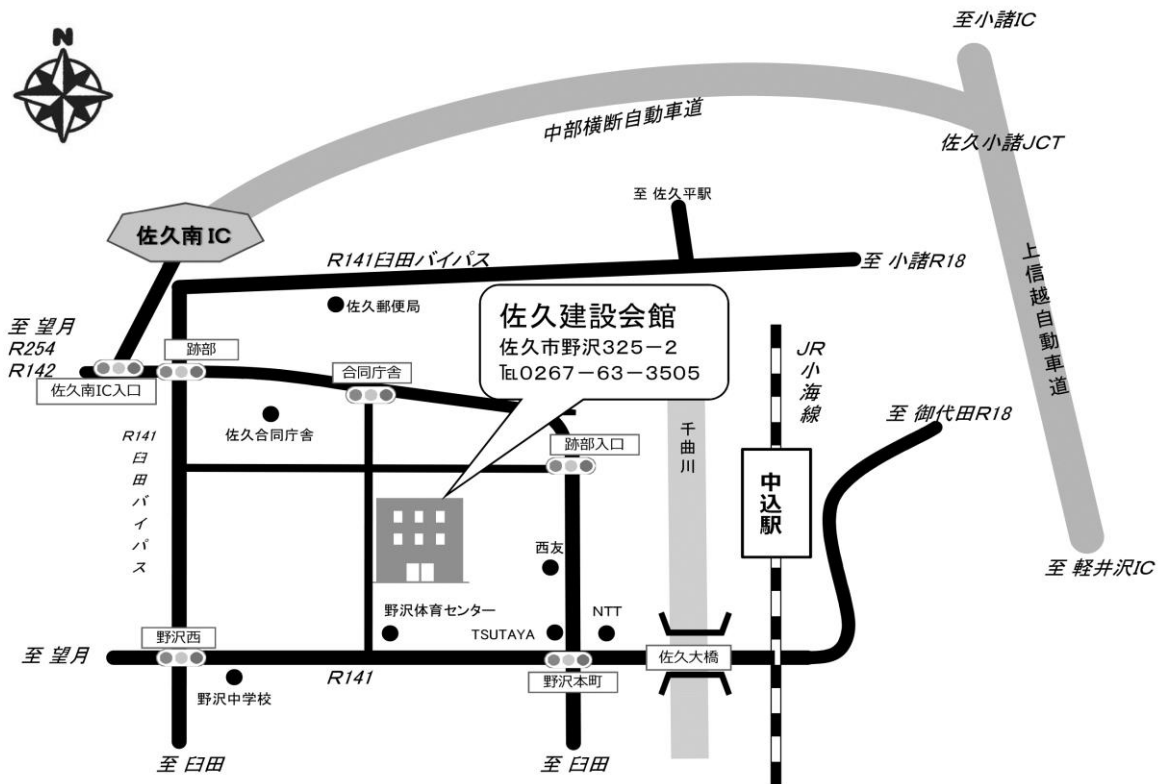 N
至小諸IC
中部横断自動車道
佐久小諸JCT
至 佐久平駅
佐久南IC
R141臼田バイパス
至 小諸R18
上信越自動車道
佐久郵便局
佐久建設会館
佐久市野沢325-2
℡0267-63-3505
至 望月
R254
R142
跡部
合同庁舎
佐久南IC入口
JR小海線
至 御代田R18
佐久合同庁舎
跡部入口
千曲川
R141臼田バイパス
中込駅
西友
至 軽井沢IC
野沢体育センター
TSUTAYA
NTT
野沢西
至 望月
佐久大橋
R141
野沢本町
野沢中学校
至 臼田
至 臼田